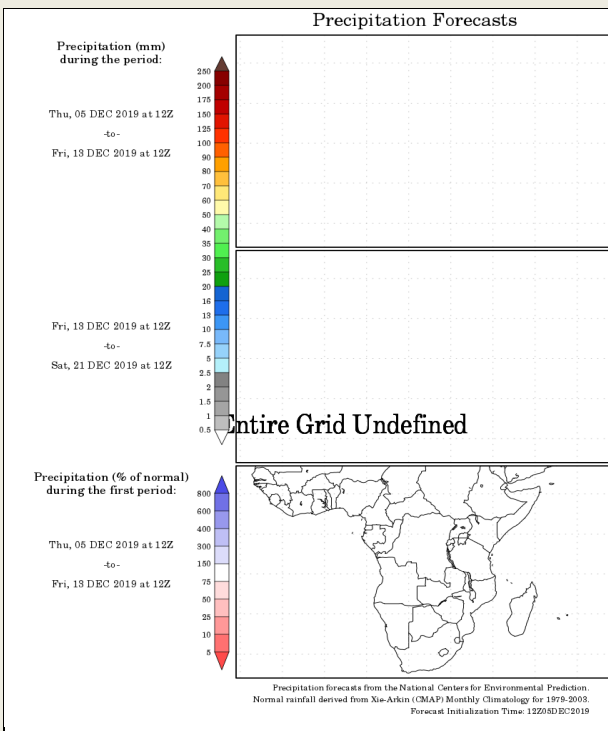 Precipitation Forecasts
Precipitation (mm)
during the period:
Thu, 05 DEC 2019 at 12Z
-to-
Fri, 13 DEC 2019 at 12Z
250
200
175
150
125
100
90
80
70
60
50
40
35
30
25
20
16
13
10
7.5
5
2.5
2
1.5
1
0.5
Fri, 13 DEC 2019 at 12Z
-to-
Sat, 21 DEC 2019 at 12Z
Entire Grid Undefined
Precipitation (% of normal)
during the first period:
Thu, 05 DEC 2019 at 12Z
-to-
Fri, 13 DEC 2019 at 12Z
800
600
400
300
150
75
50
25
10
5
Precipitation forecasts from the National Centers for Environmental Prediction.
Normal rainfall derived from Xie-Arkin (CMAP) Monthly Climatology for 1979-2003.
Forecast Initialization Time: 12Z05DEC2019